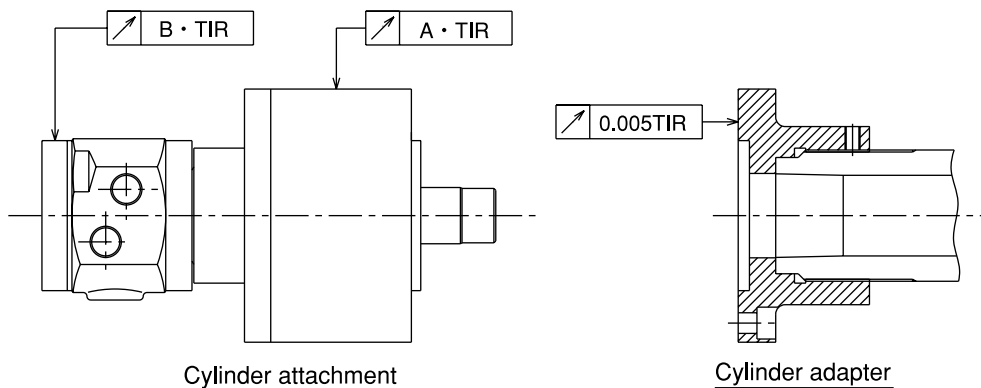 B・TIR
A・TIR
0.005TIR
Cylinder attachment
Cylinder adapter